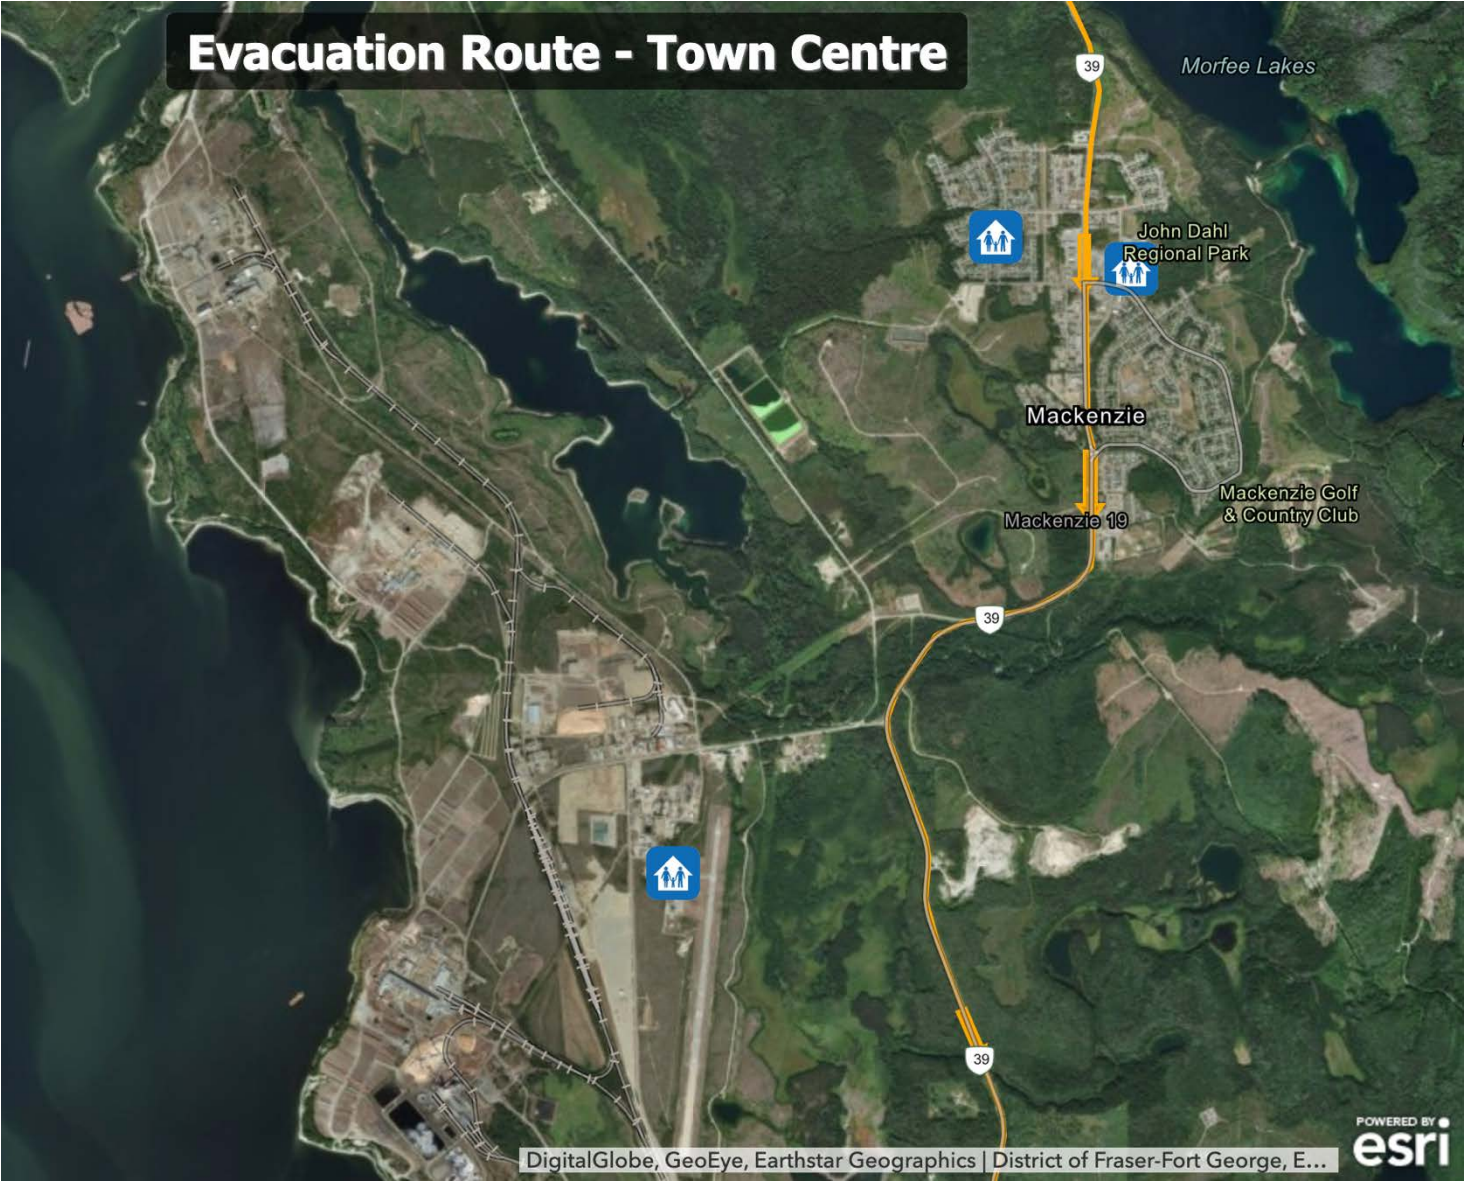 Evacuation Route - Town Centre
39
Morfee Lakes
John Dahl
Regional Park
Mackenzie
Mackenzie Golf
& Country Club
Mackenzie 19
39
39
POWERED BY
esri
DigitalGlobe, GeoEye, Earthstar Geographics | District of Fraser-Fort George, E...